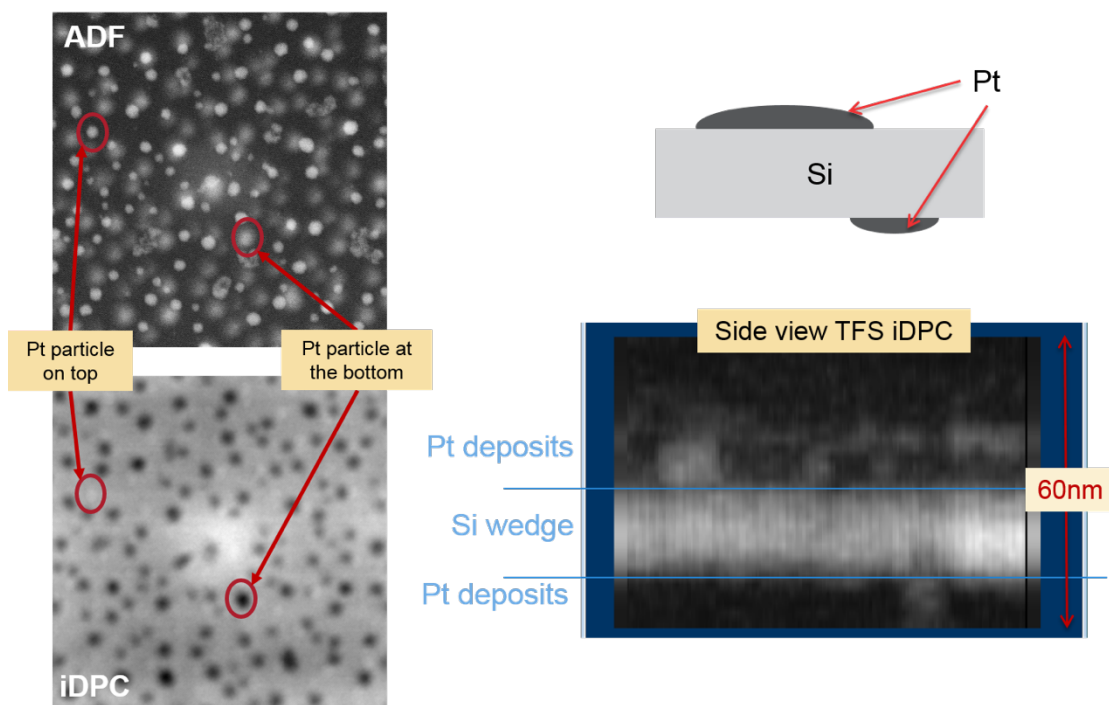 ADF
Pt particle
on top
Pt particle at
the bottom
iDPC
Pt
Si
Side view TFS iDPC
Pt deposits
Si wedge
Pt deposits
60nm